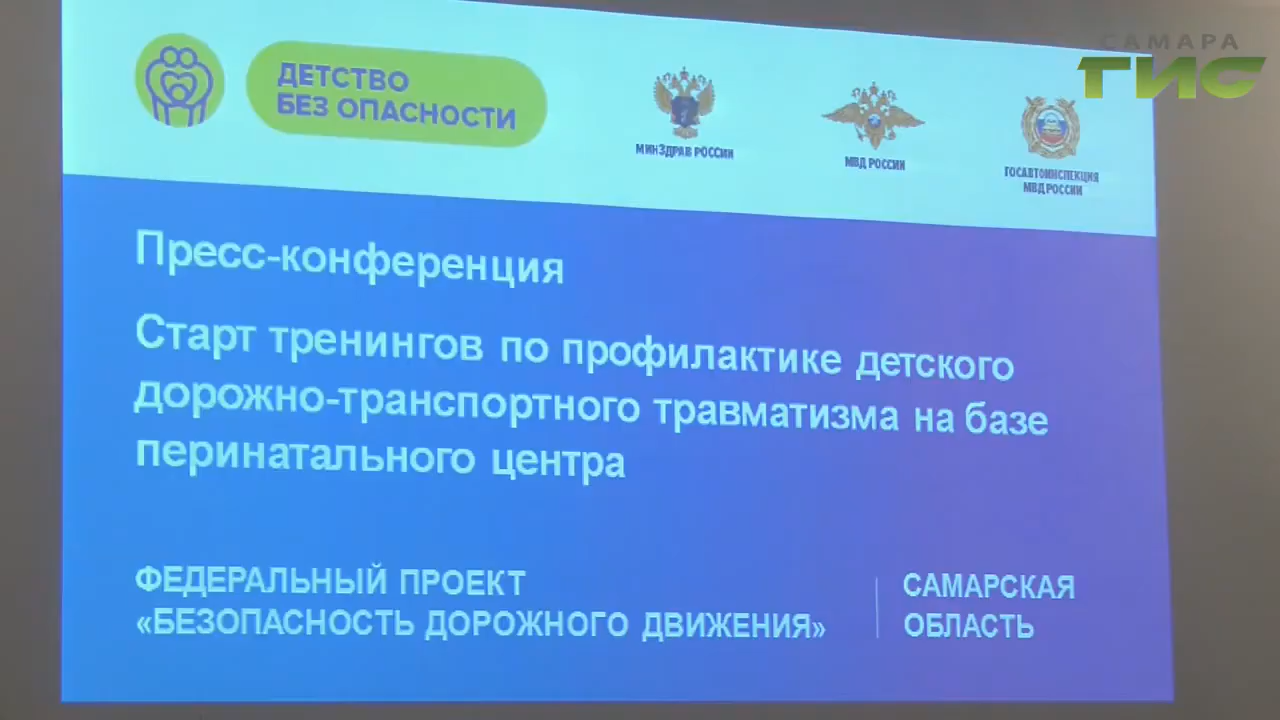 САМАРА
ТИС
ДЕТСТВО
БЕЗ ОПАСНОСТИ
МИНЗДРАВ РОССИИ
МВД РОССИИ
ГОСАВТОИНСПЕКЦИЯ
МВД РОССИИ
Пресс-конференция
Старт тренингов по профилактике детского
дорожно-транспортного травматизма на базе
перинатального центра
ФЕДЕРАЛЬНЫЙ ПРОЕКТ
«БЕЗОПАСНОСТЬ ДОРОЖНОГО ДВИЖЕНИЯ»
САМАРСКАЯ
ОБЛАСТЬ